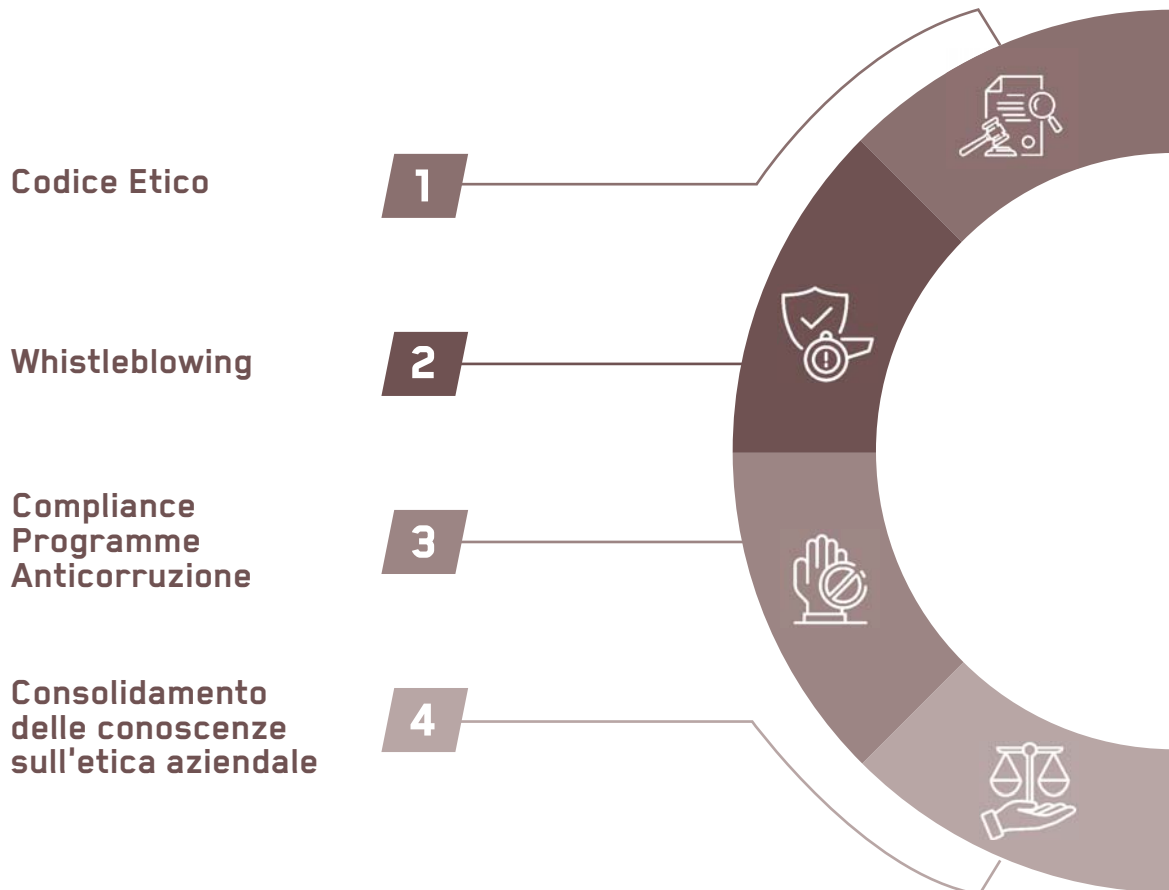 Codice Etico
1
Whistleblowing
2
Compliance
Programme
Anticorruzione
3
Consolidamento
delle conoscenze
sull'etica aziendale
4